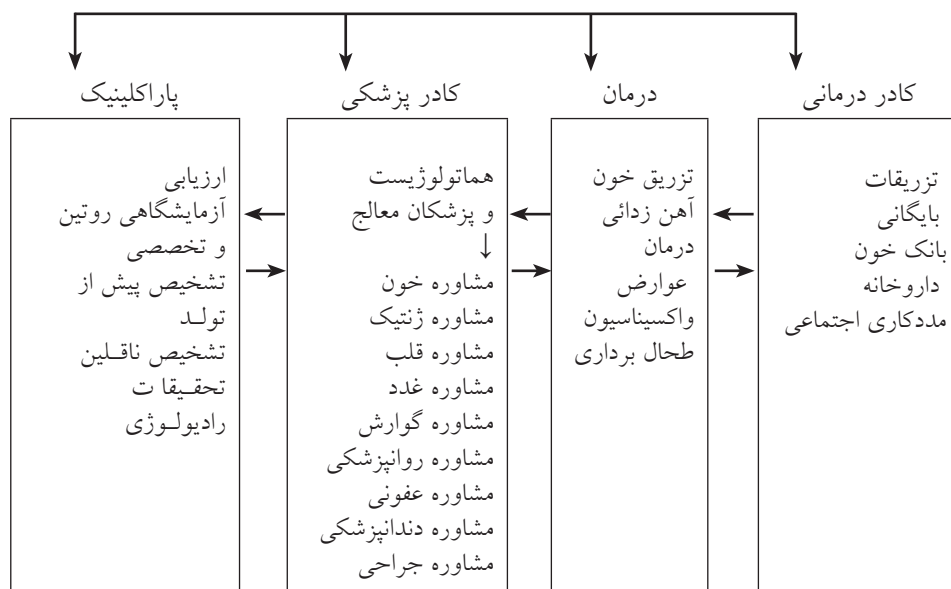 کادر درمانی
تزریقات
بایگانی
بانک خون
داروخانه
مددکاری اجتماعی
درمان
تزریق خون
آهن زدائی
درمان
عوارض
واکسیناسیون
طحال برداری
کادر پزشکی
هماتولوژیست
و پزشکان معالج
↓
مشاوره خون
مشاوره ژنتیک
مشاوره قلب
مشاوره غدد
مشاوره گوارش
مشاوره روانپزشکی
مشاوره عفونی
مشاوره دندانپزشکی
مشاوره جراحی
پاراکلینیک
ارزیابی
آزمایشگاهی روتین
و تخصصی
تشخیص پیش از
تولـد
تشخیص ناقـلین
تحقـیقا ت
رادیولـوژی